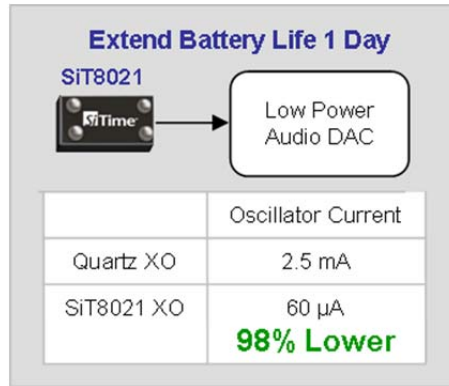 Extend Battery Life 1 Day
SiT8021
SiTime
Low Power
Audio DAC
Oscillator Current
Quartz XO 2.5 mA
SiT8021 XO 60 µA
98% Lower